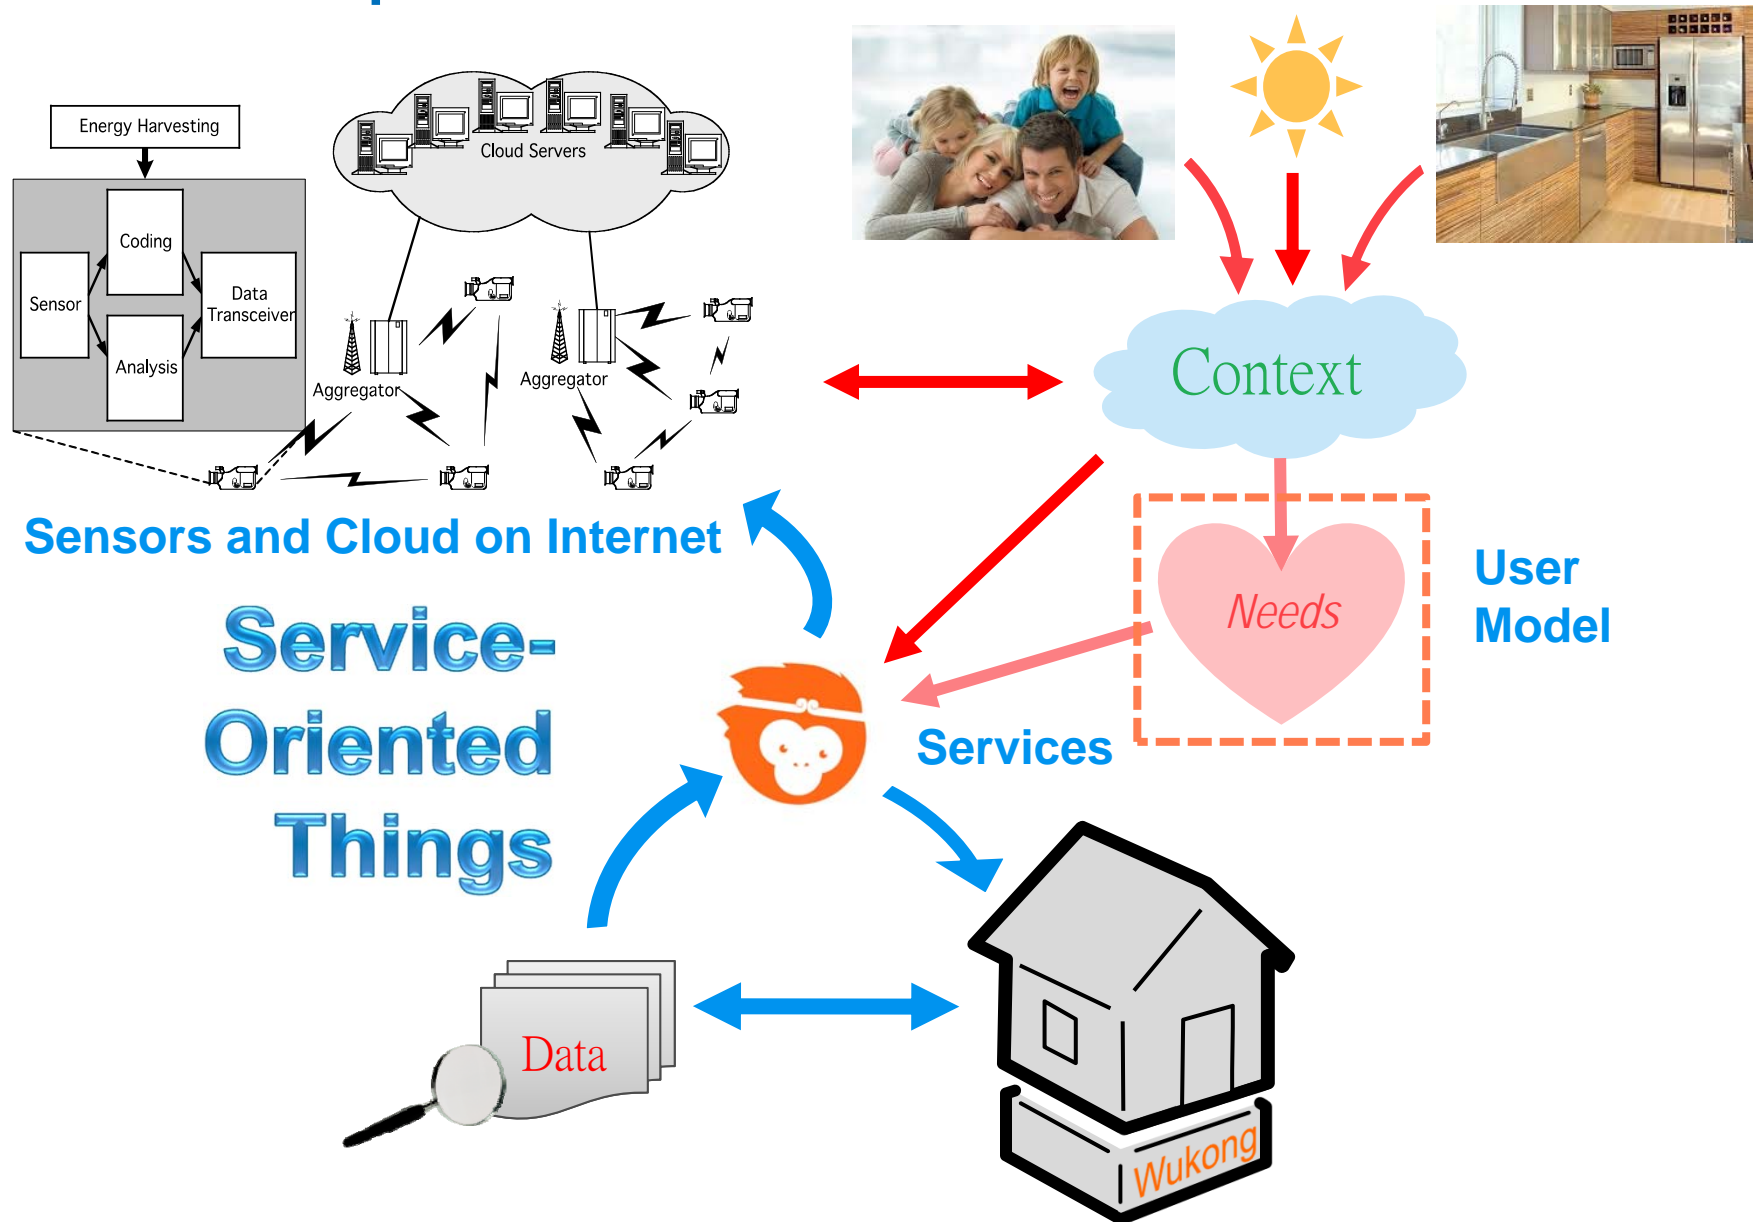 Energy Harvesting
Sensor
Coding
Analysis
Data
Transceiver
Cloud Servers
Aggregator
Aggregator
Sensors and Cloud on Internet
Context
Needs
User
Model
Service-
Oriented
Things
Services
Data
Wukong